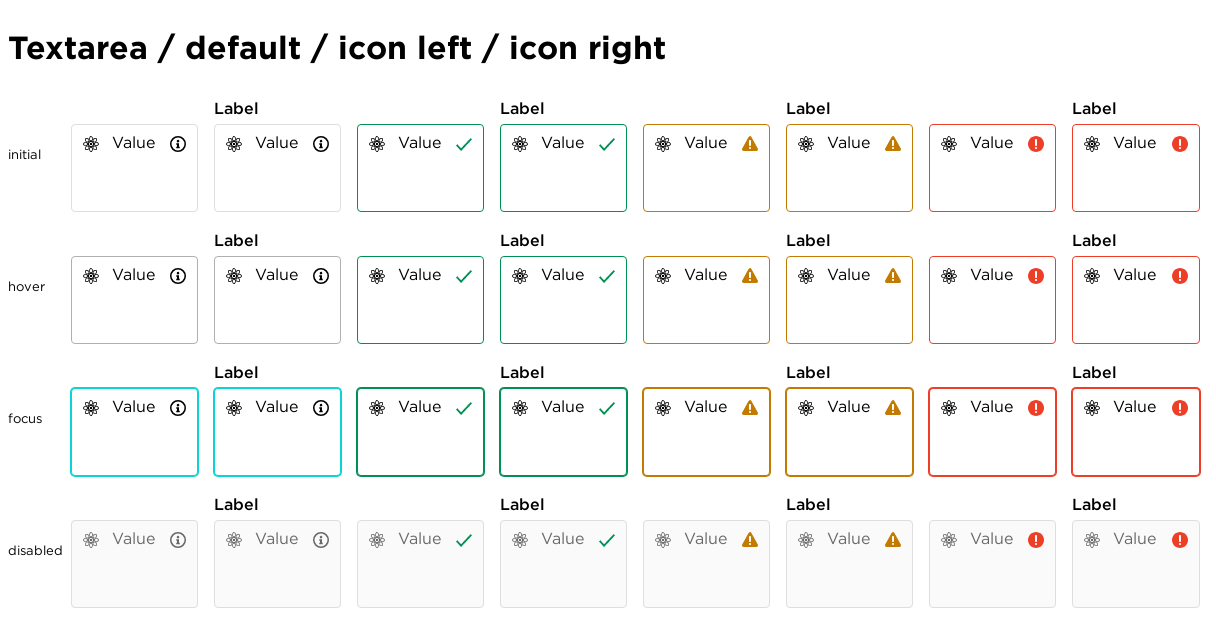 Textarea / default / icon left / icon right
Label Label Label Label
initial Value Value Value Value Value Value Value Value
Label Label Label Label
hover Value Value Value Value Value Value Value Value
Label Label Label Label
focus Value Value Value Value Value Value Value Value
Label Label Label Label
disabled Value Value Value Value Value Value Value Value